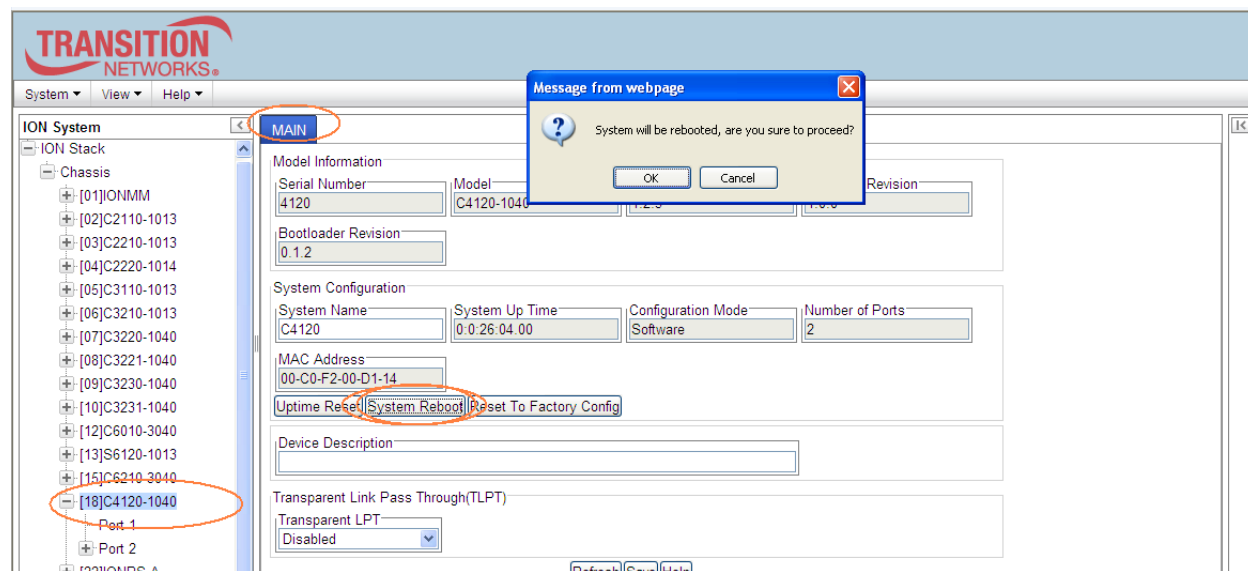 TRANSITION
NETWORKS®
System View Help
Message from webpage
System will be rebooted, are you sure to proceed?
OK Cancel
ION System
ION Stack
Chassis
[01]IONMM
[02]C2110-1013
[03]C2210-1013
[04]C2220-1014
[05]C3110-1013
[06]C3210-1013
[07]C3220-1040
[08]C3221-1040
[09]C3230-1040
[10]C3231-1040
[12]C6010-3040
[13]S6120-1013
[15]C6210-3040
[18]C4120-1040
Port 1
Port 2
MAIN
Model Information
Serial Number Model Revision
4120 C4120-1040
Bootloader Revision
0.1.2
System Configuration
System Name System Up Time Configuration Mode Number of Ports
C4120 0:0:26:04.00 Software 2
MAC Address
00-C0-F2-00-D1-14
Uptime Reset System Reboot Reset To Factory Config
Device Description
Transparent Link Pass Through(TLPT)
Transparent LPT
Disabled
Refresh Save Help